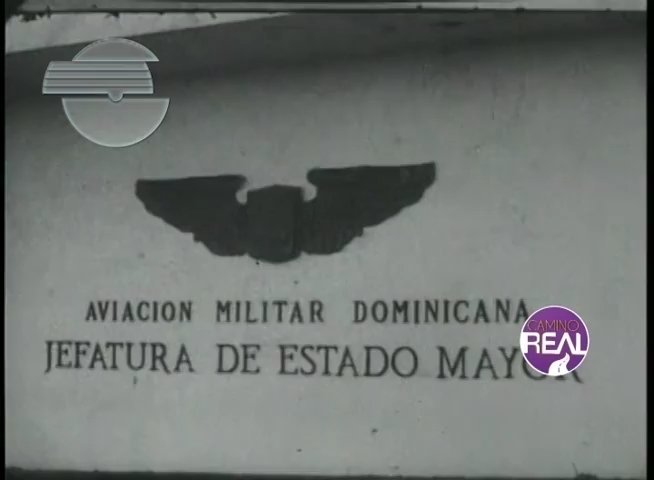 AVIACION MILITAR DOMINICANA
JEFATURA DE ESTADO MAYOR
CAMINO
REAL